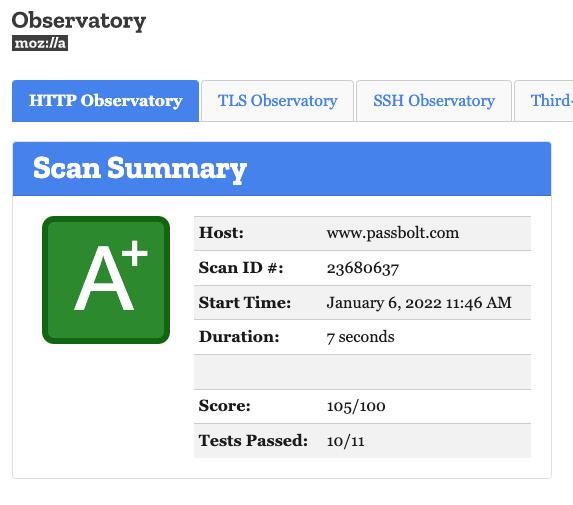 Observatory
moz://a
HTTP Observatory TLS Observatory SSH Observatory Third-
Scan Summary
A+
Host: www.passbolt.com
Scan ID #: 23680637
Start Time: January 6, 2022 11:46 AM
Duration: 7 seconds
Score: 105/100
Tests Passed: 10/11